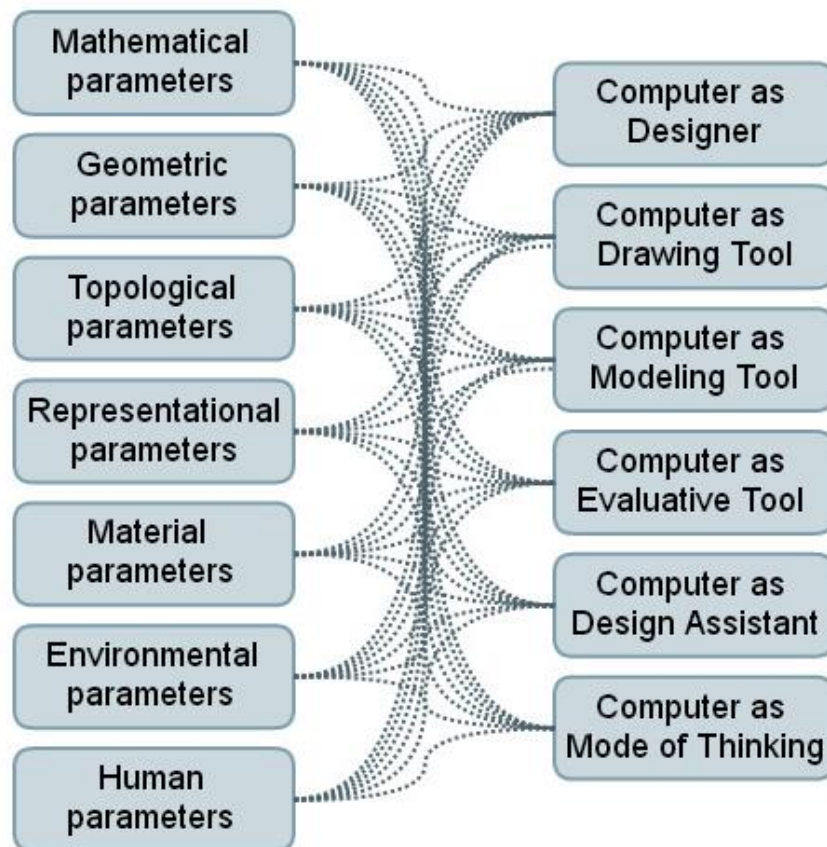 Mathematical
parameters
Geometric
parameters
Topological
parameters
Representational
parameters
Material
parameters
Environmental
parameters
Human
parameters
Computer as
Designer
Computer as
Drawing Tool
Computer as
Modeling Tool
Computer as
Evaluative Tool
Computer as
Design Assistant
Computer as
Mode of Thinking